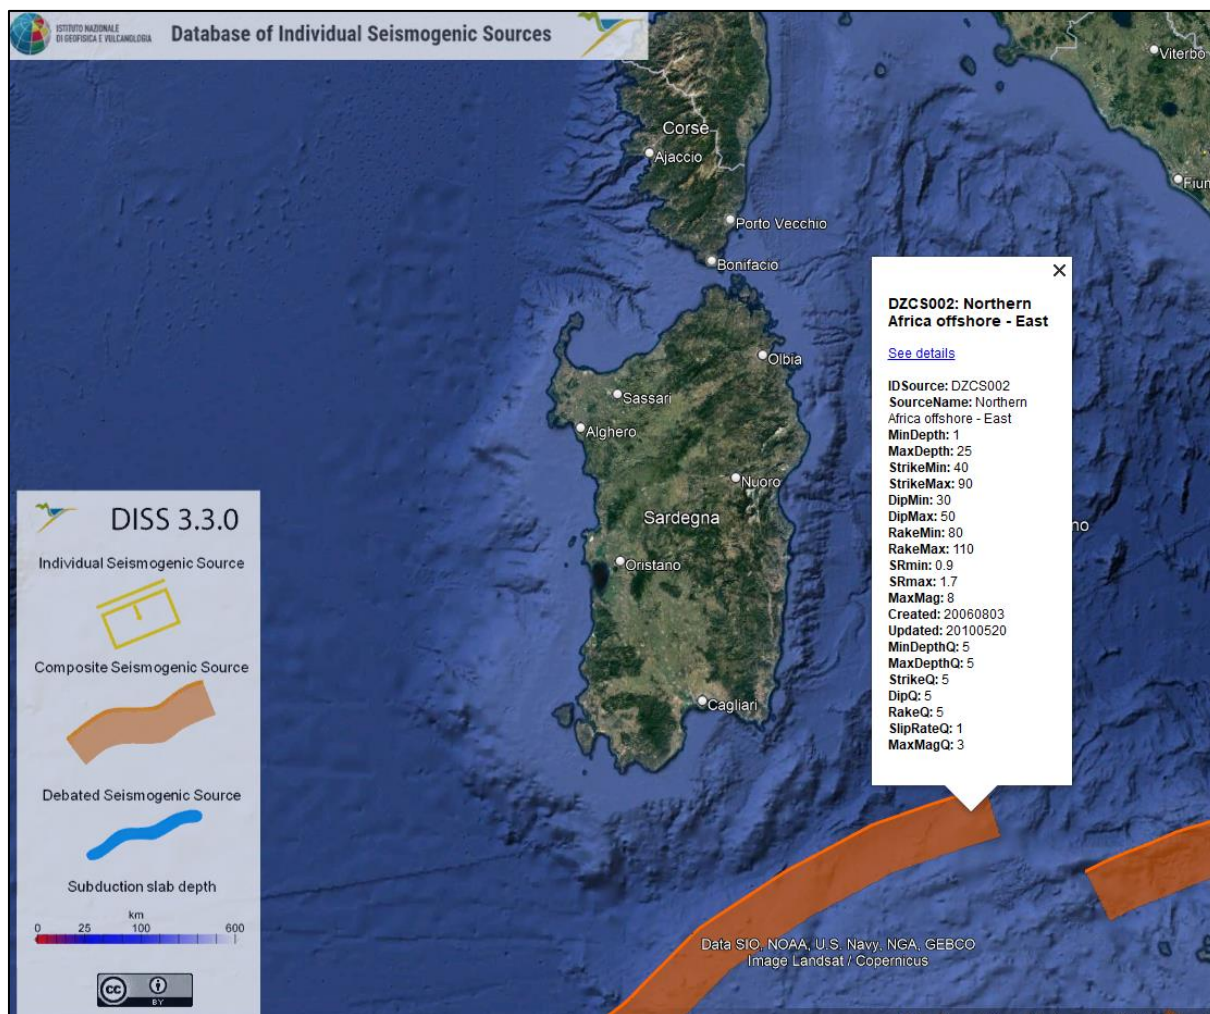 ISTITUTO NAZIONALE
DI GEOFISICA E VULCANOLOGIA
Database of Individual Seismogenic Sources
Viterbo
Corse
Ajaccio
Fium
Porto Vecchio
Bonifacio
Olbia
Sassari
Alghero
Nuoro
Sardegna
no
Oristano
Cagliari
DZCS002: Northern
Africa offshore - East
See details
IDSource: DZCS002
SourceName: Northern
Africa offshore - East
MinDepth: 1
MaxDepth: 25
StrikeMin: 40
StrikeMax: 90
DipMin: 30
DipMax: 50
RakeMin: 80
RakeMax: 110
SRmin: 0.9
SRmax: 1.7
MaxMag: 8
Created: 20060803
Updated: 20100520
MinDepthQ: 5
MaxDepthQ: 5
StrikeQ: 5
DipQ: 5
RakeQ: 5
SlipRateQ: 1
MaxMagQ: 3
DISS 3.3.0
Individual Seismogenic Source
Composite Seismogenic Source
Debated Seismogenic Source
Subduction slab depth
km
0 25 100 600
cc BY
Data SIO, NOAA, U.S. Navy, NGA, GEBCO
Image Landsat / Copernicus